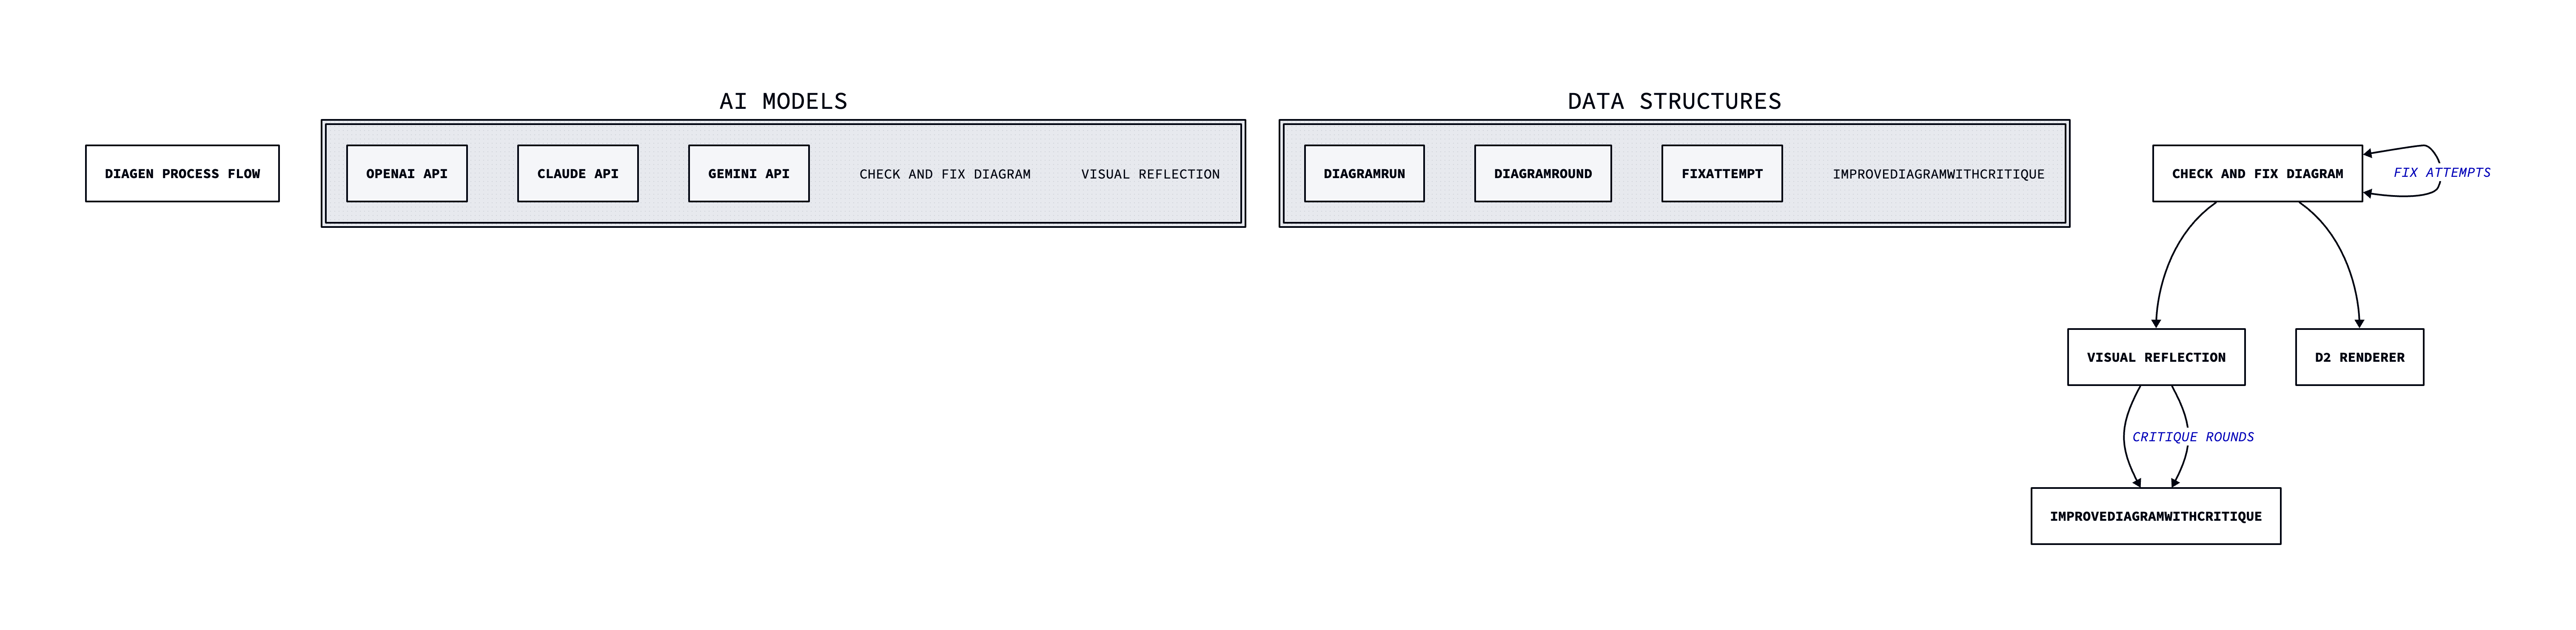 AI MODELS
DATA STRUCTURES
DIAGEN PROCESS FLOW
OPENAI API
CLAUDE API
GEMINI API
CHECK AND FIX DIAGRAM
VISUAL REFLECTION
DIAGRAMRUN
DIAGRAMROUND
FIXATTEMPT
IMPROVEDIAGRAMWITHCRITIQUE
CHECK AND FIX DIAGRAM
FIX ATTEMPTS
VISUAL REFLECTION
D2 RENDERER
CRITIQUE ROUNDS
IMPROVEDIAGRAMWITHCRITIQUE